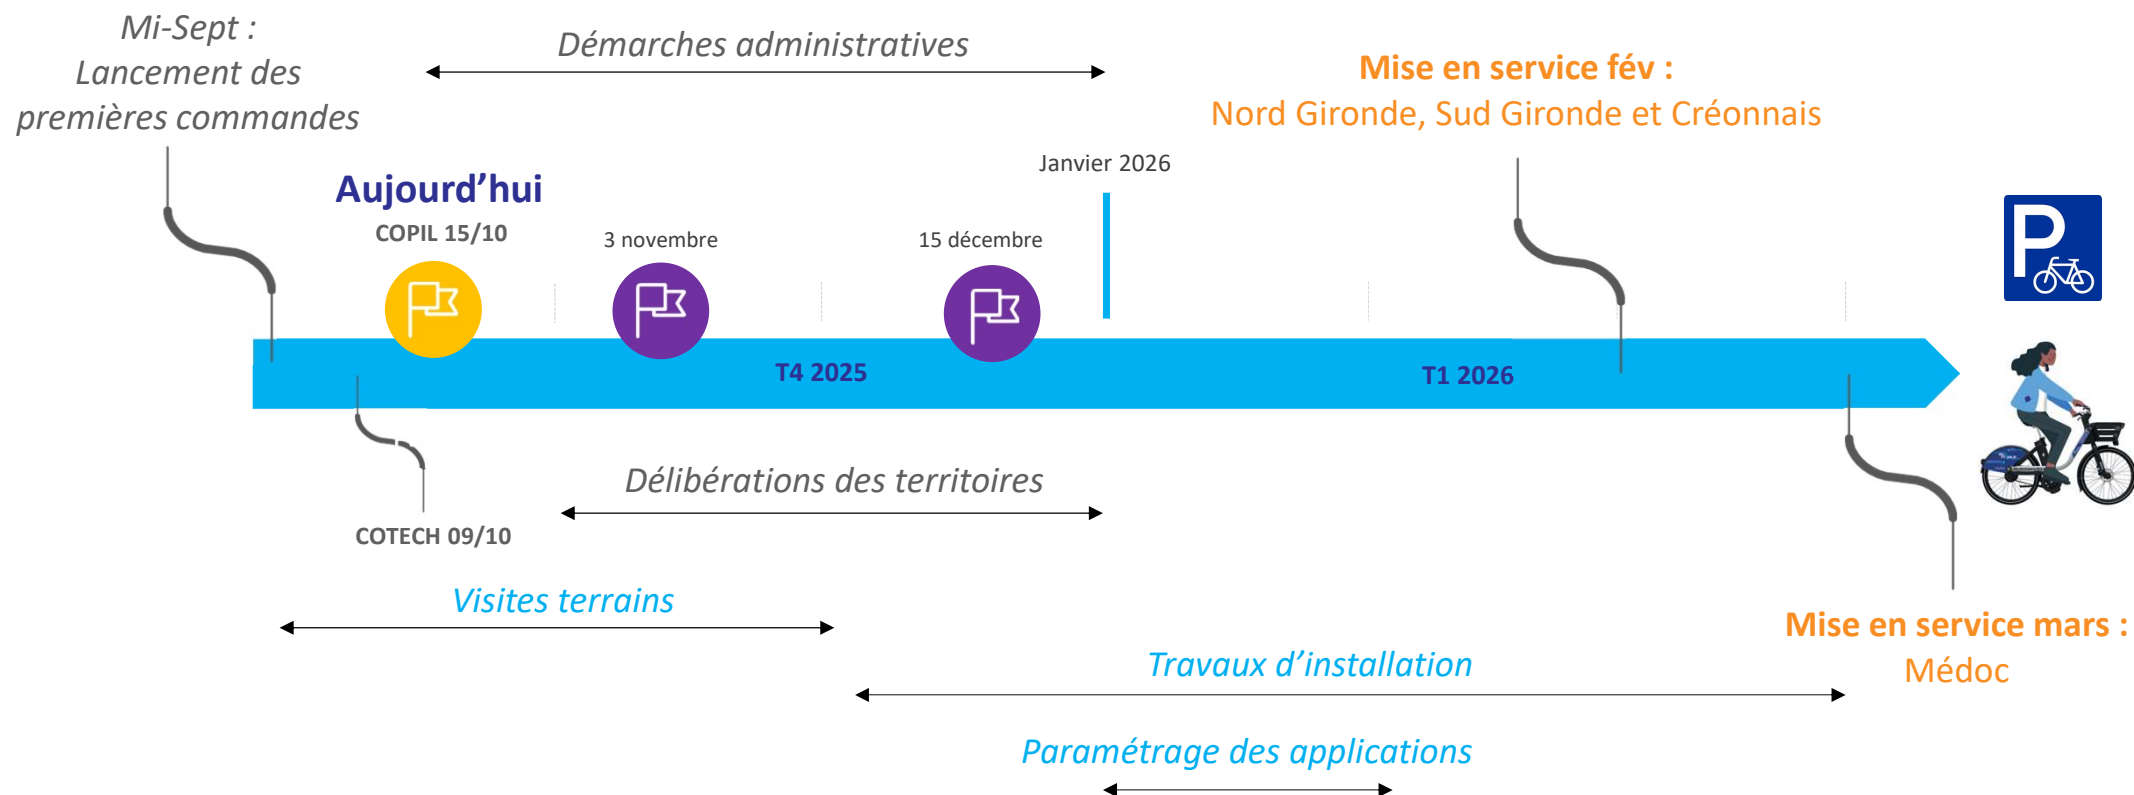 Mi-Sept :
Lancement des
premières commandes
Démarches administratives
Mise en service fév :
Nord Gironde, Sud Gironde et Créonnais
Janvier 2026
Aujourd’hui
COPIL 15/10
3 novembre
15 décembre
P
T4 2025
T1 2026
Délibérations des territoires
COTECH 09/10
Visites terrains
Mise en service mars :
Médoc
Travaux d’installation
Paramétrage des applications